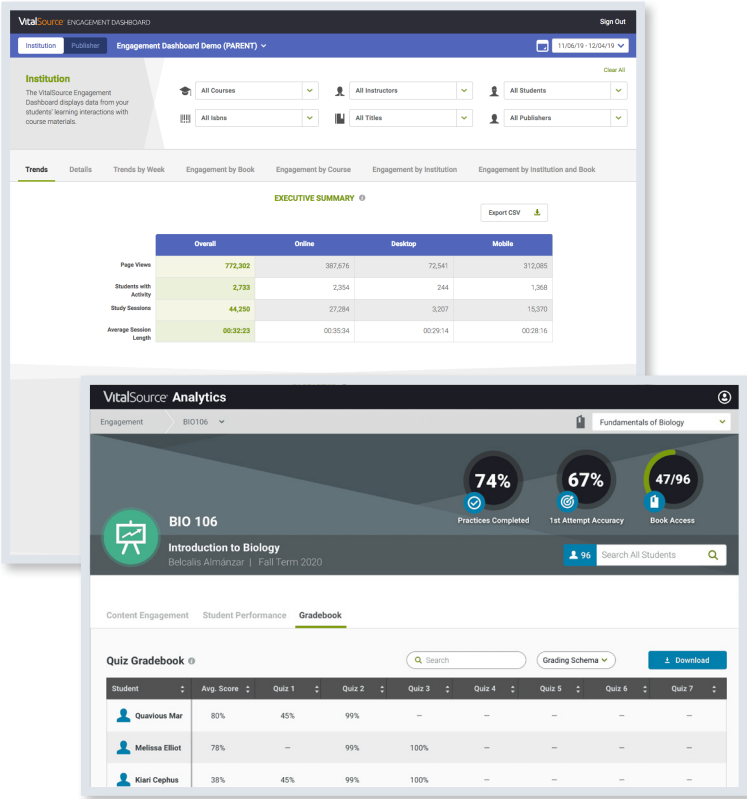 VitalSource ENGAGEMENT DASHBOARD Sign Out
Institution Publisher Engagement Dashboard Demo (PARENT) 11/06/19 - 12/04/19
Clear All
Institution
The VitalSource Engagement
Dashboard displays data from your
students' learning interactions with
course materials.
All Courses All Instructors All Students
All Isbns All Titles All Publishers
Trends Details Trends by Week Engagement by Book Engagement by Course Engagement by Institution Engagement by Institution and Book
EXECUTIVE SUMMARY
Export CSV
Overall Online Desktop Mobile
Page Views 772,302 387,676 72,541 312,085
Students with
Activity 2,733 2,354 244 1,368
Study Sessions 44,250 27,284 3,207 15,370
Average Session
Length 00:32:23 00:35:34 00:29:14 00:28:16
VitalSource Analytics
Engagement BIO106 Fundamentals of Biology
74% 67% 47/96
Practices Completed 1st Attempt Accuracy Book Access
BIO 106
Introduction to Biology
Belcalis Almánzar | Fall Term 2020
96 Search All Students
Content Engagement Student Performance Gradebook
Quiz Gradebook Search Grading Schema Download
Student Avg. Score Quiz 1 Quiz 2 Quiz 3 Quiz 4 Quiz 5 Quiz 6 Quiz 7
Quavious Mar 80% 45% 99% – – – – –
Melissa Elliot 78% – 99% 100% – – – –
Kiari Cephus 38% 45% 99% 100% – – – –